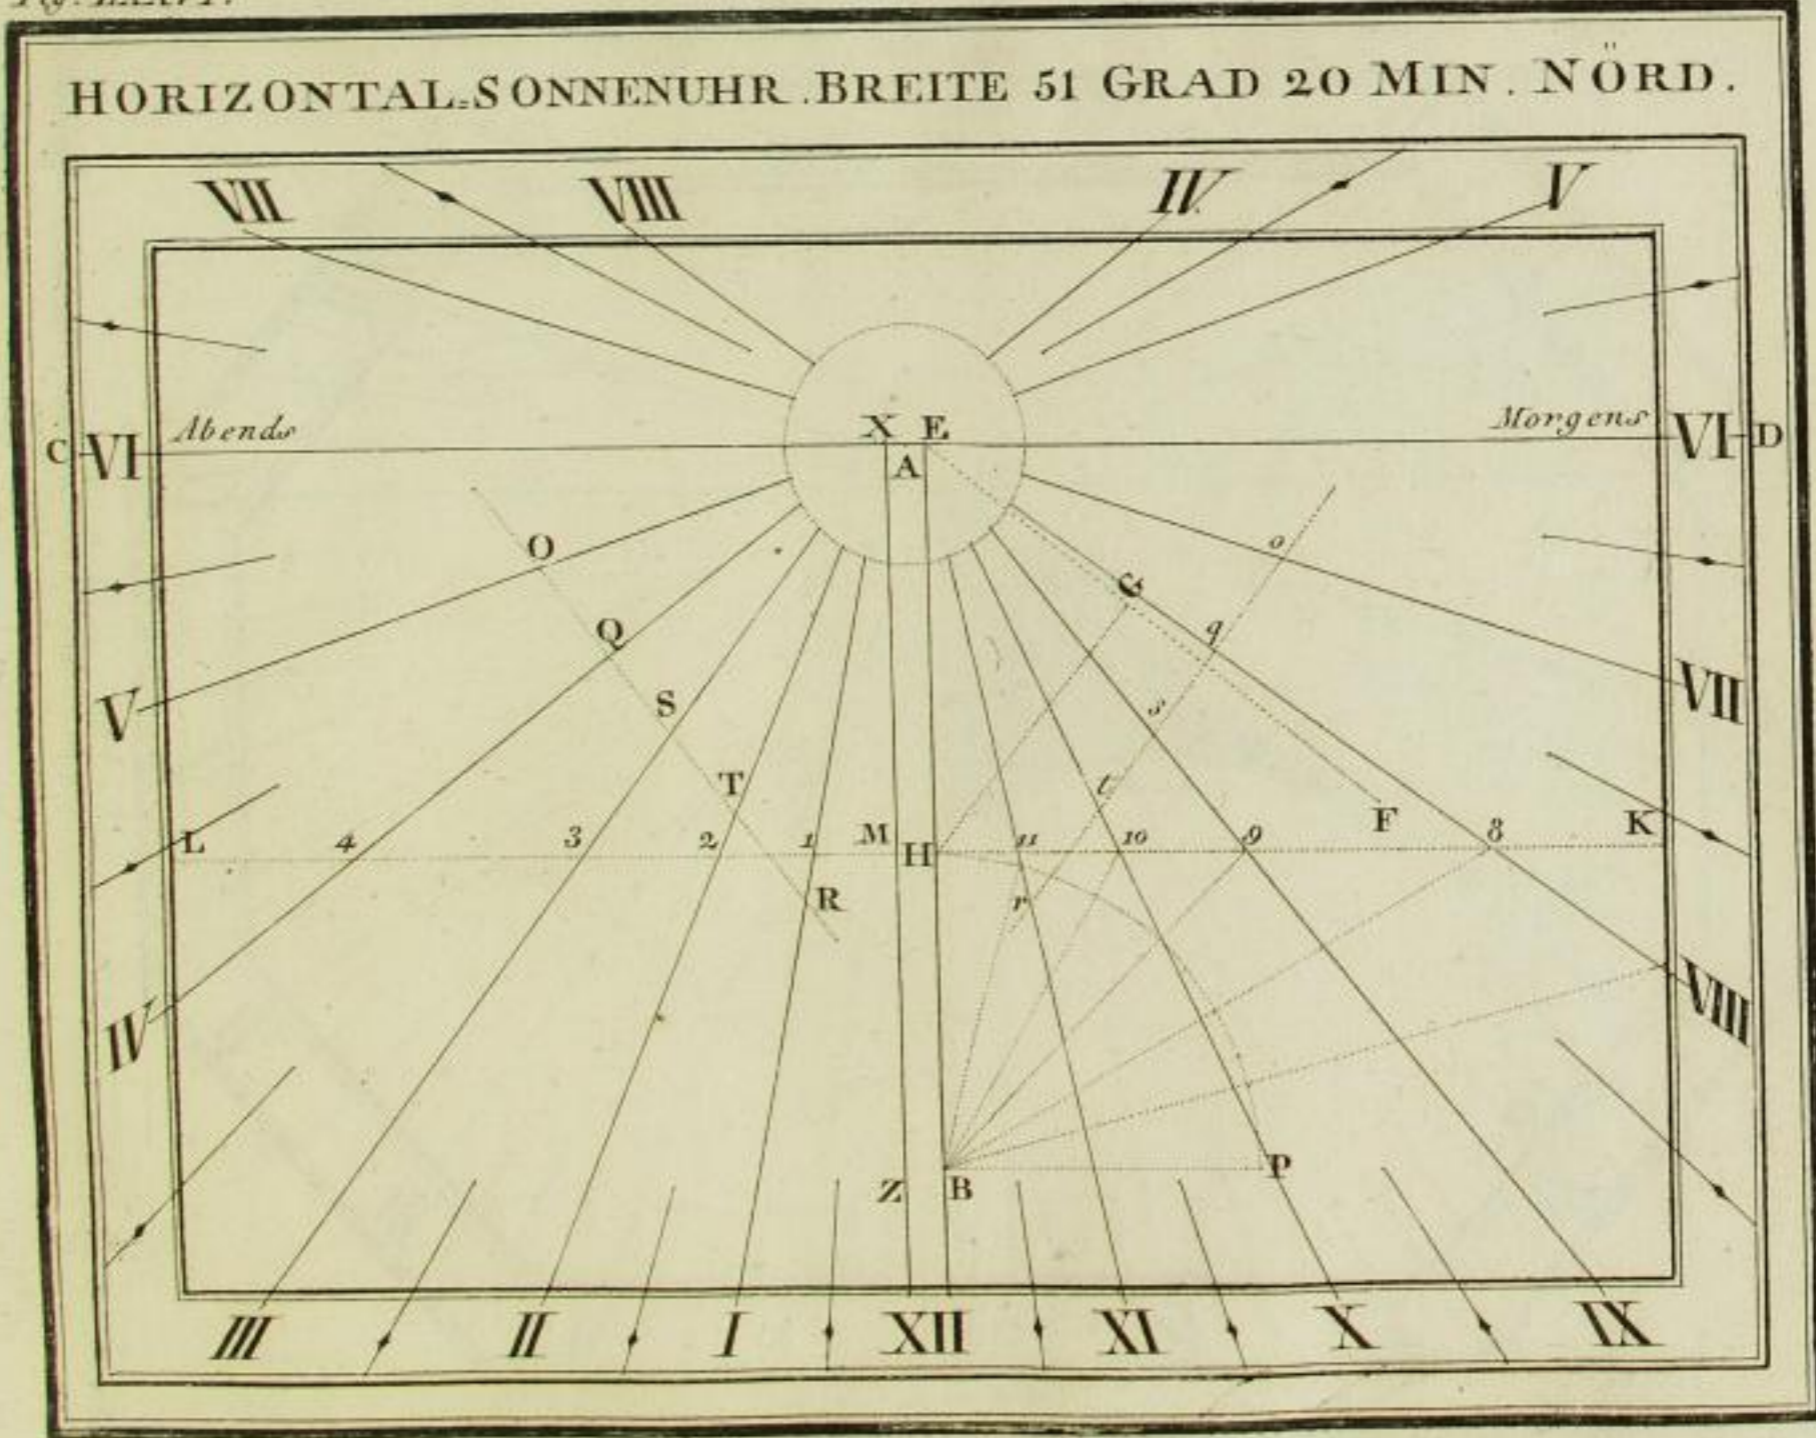 HORIZONTAL=SONNENUHR. BREITE 51 GRAD 20 MIN. NÖRD.
VII VIII IV V
C VI Abends X E Morgens VI D
A
O o
G
Q q
V S s VII
T t F
L 4 3 2 1 M H 11 10 9 8 K
R r
IV VIII
P
Z B
III II I XII XI X IX